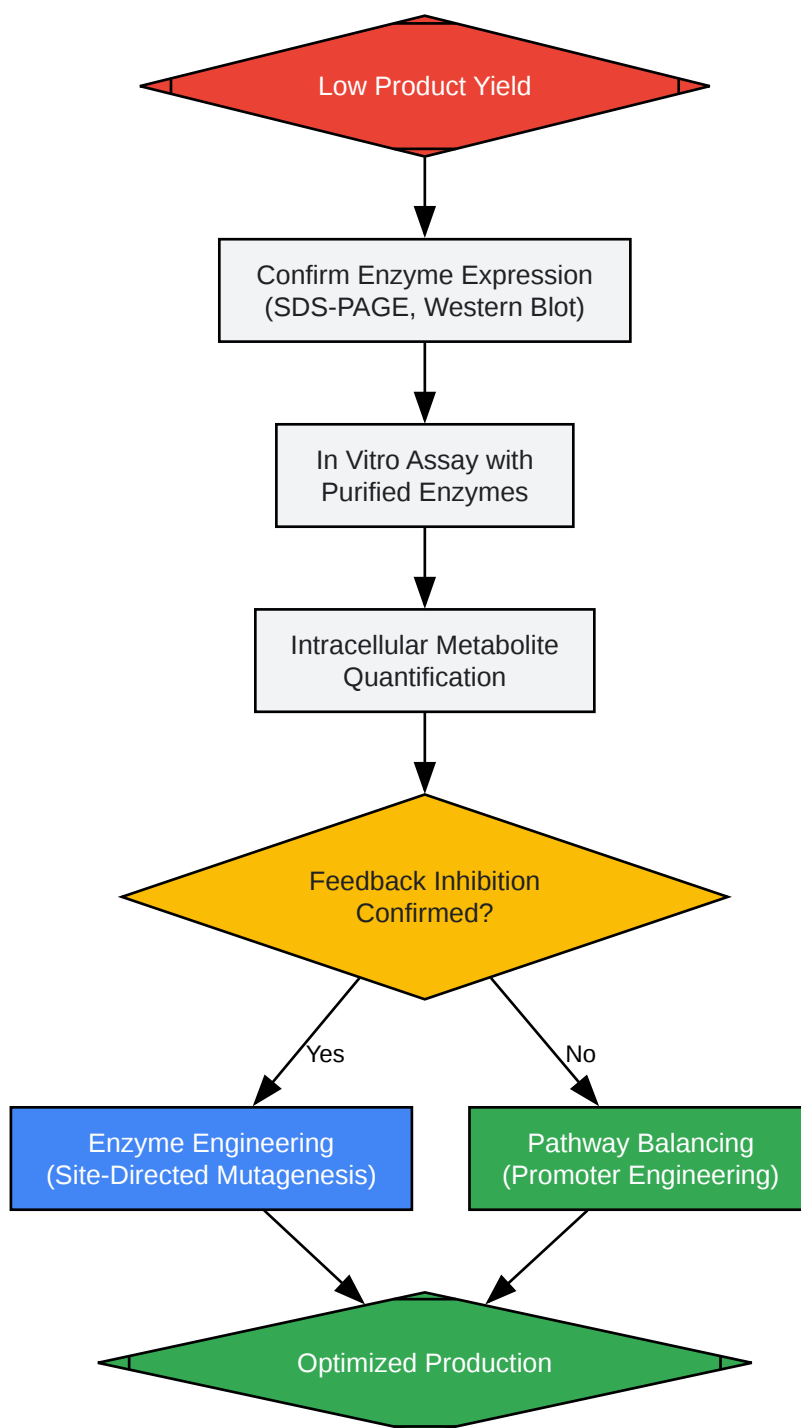 Low Product Yield
Confirm Enzyme Expression
(SDS-PAGE, Western Blot)
In Vitro Assay with
Purified Enzymes
Intracellular Metabolite
Quantification
Feedback Inhibition
Confirmed?
Yes
No
Enzyme Engineering
(Site-Directed Mutagenesis)
Pathway Balancing
(Promoter Engineering)
Optimized Production